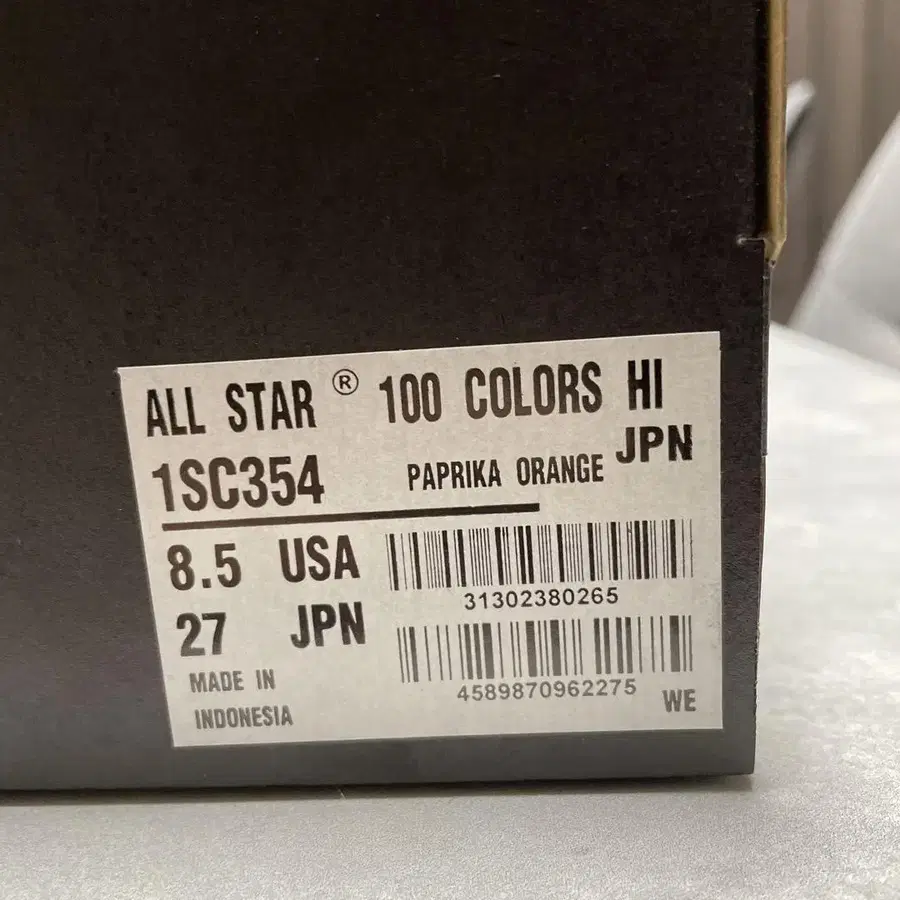 ALL STAR ® 100 COLORS HI
1SC354 PAPRIKA ORANGE JPN
8.5 USA
31302380265
27 JPN
4589870962275
MADE IN
INDONESIA
WE